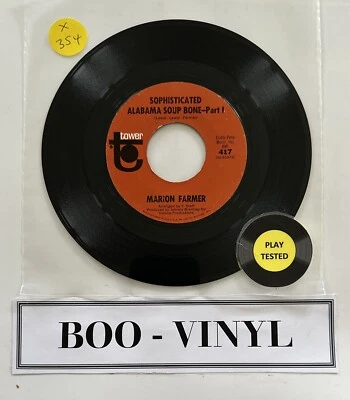 X
354
SOPHISTICATED
ALABAMA SOUP BONE-Part I
tower
417
MARION FARMER
PLAY
TESTED
BOO - VINYL